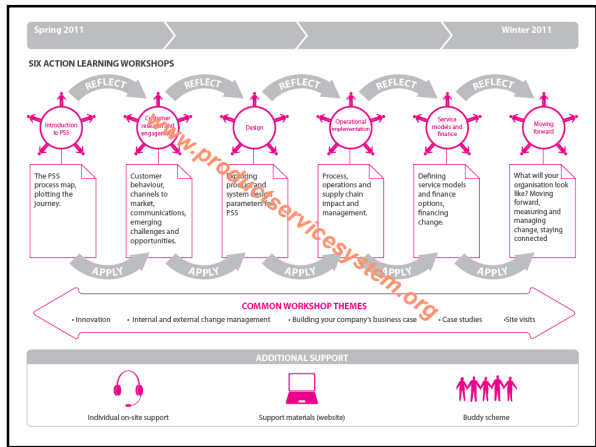 Spring 2011
Winter 2011
SIX ACTION LEARNING WORKSHOPS
REFLECT
REFLECT
REFLECT
REFLECT
REFLECT
Introduction
to PSS
Customer
research and
engagement
Design
Operational
implementation
Service
models and
finance
Moving
forward
The PSS
process map,
plotting the
journey.
Customer
behaviour,
channels to
market,
communications,
emerging
challenges and
opportunities.
Exploring
product and
system design
parameters for
PSS
Process,
operations and
supply chain
impact and
management.
Defining
service models
and finance
options,
financing
change.
What will your
organisation look
like? Moving
forward,
measuring and
managing
change, staying
connected
APPLY
APPLY
APPLY
APPLY
APPLY
www.productservicesystem.org
COMMON WORKSHOP THEMES
• Innovation • Internal and external change management • Building your company's business case • Case studies •Site visits
ADDITIONAL SUPPORT
Individual on-site support
Support materials (website)
Buddy scheme